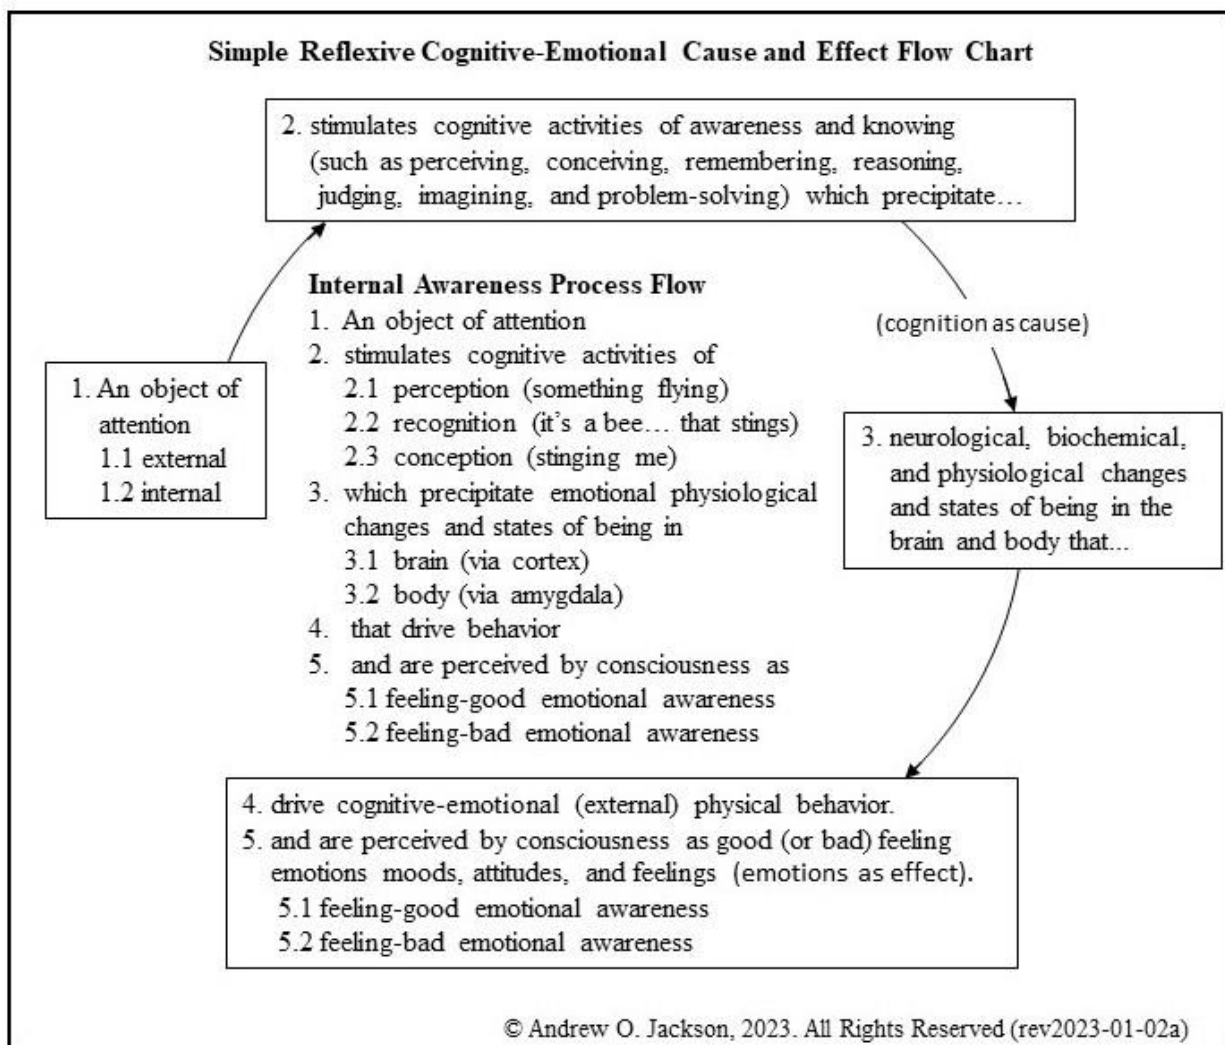 Simple Reflexive Cognitive-Emotional Cause and Effect Flow Chart
2. stimulates cognitive activities of awareness and knowing
(such as perceiving, conceiving, remembering, reasoning,
judging, imagining, and problem-solving) which precipitate…
(cognition as cause)
1. An object of
attention
1.1 external
1.2 internal
Internal Awareness Process Flow
1. An object of attention
2. stimulates cognitive activities of
2.1 perception (something flying)
2.2 recognition (it's a bee… that stings)
2.3 conception (stinging me)
3. which precipitate emotional physiological
changes and states of being in
3.1 brain (via cortex)
3.2 body (via amygdala)
4. that drive behavior
5. and are perceived by consciousness as
5.1 feeling-good emotional awareness
5.2 feeling-bad emotional awareness
3. neurological, biochemical,
and physiological changes
and states of being in the
brain and body that...
4. drive cognitive-emotional (external) physical behavior.
5. and are perceived by consciousness as good (or bad) feeling
emotions moods, attitudes, and feelings (emotions as effect).
5.1 feeling-good emotional awareness
5.2 feeling-bad emotional awareness
© Andrew O. Jackson, 2023. All Rights Reserved (rev2023-01-02a)